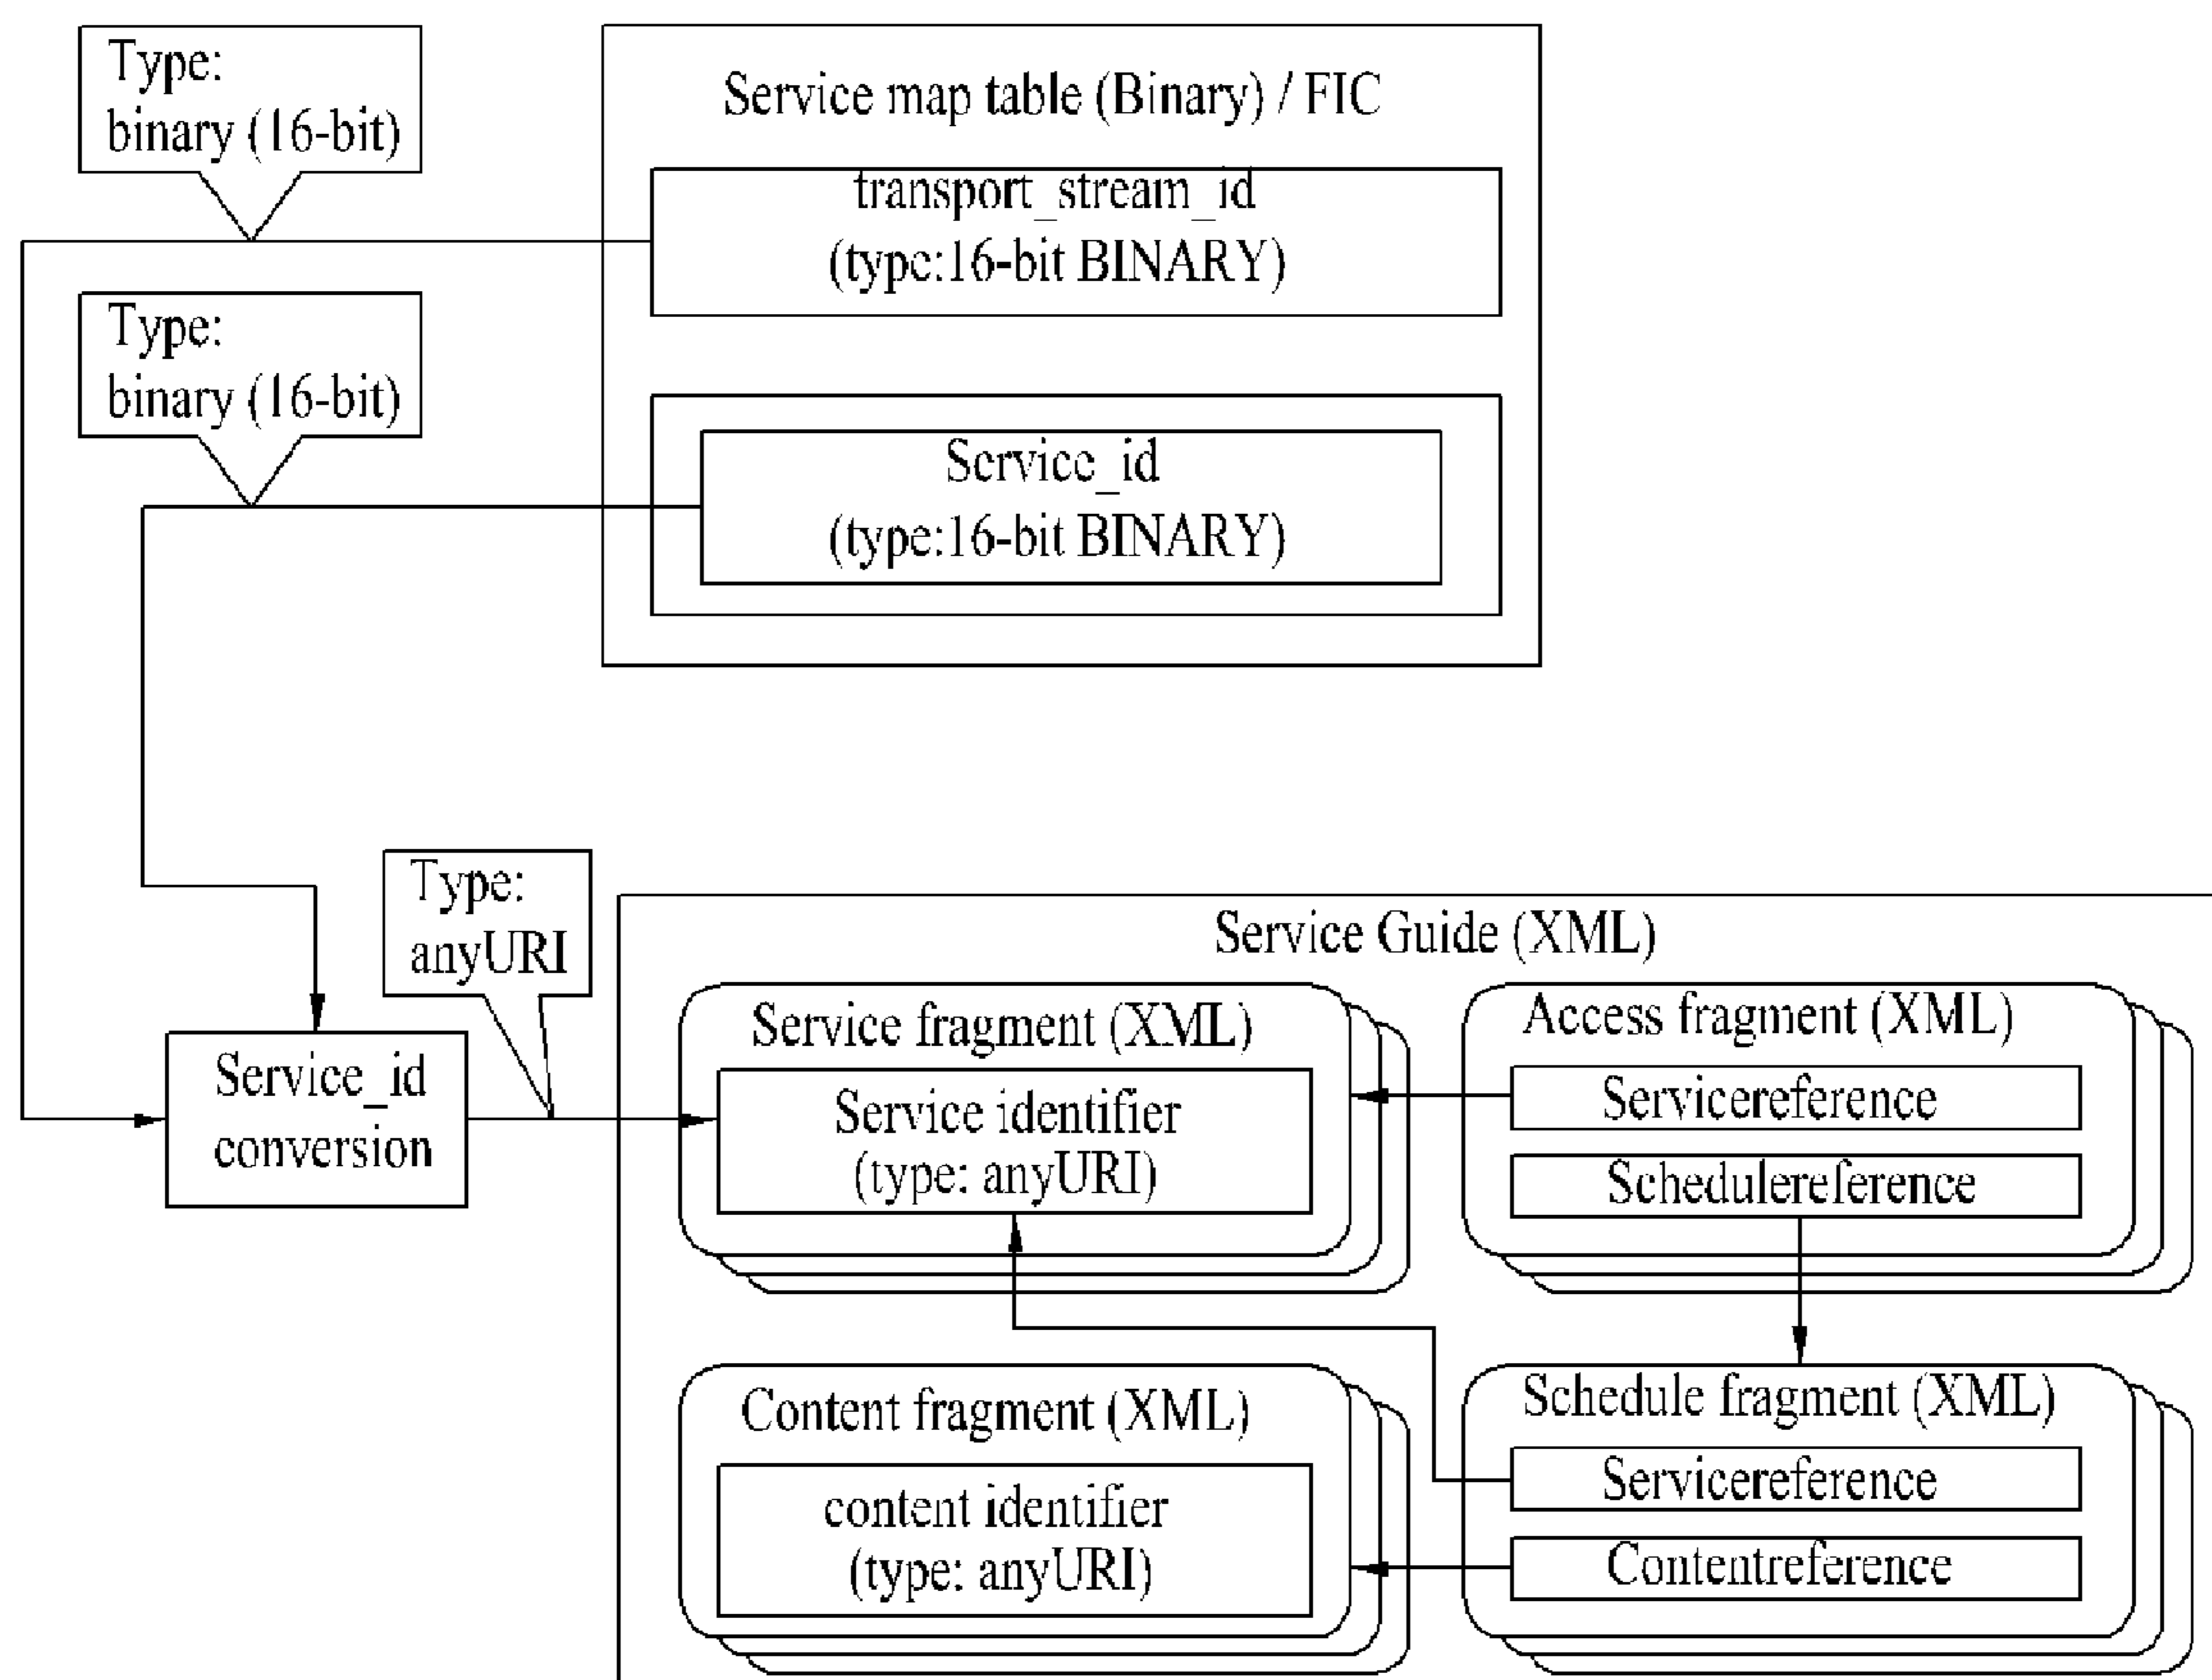 Type:
binary (16-bit)
Service map table (Binary) / FIC
transport_stream_id
(type:16-bit BINARY)
Type:
binary (16-bit)
Service_id
(type:16-bit BINARY)
Type:
anyURI
Service Guide (XML)
Service fragment (XML)
Service identifier
(type: anyURI)
Access fragment (XML)
Servicereference
Schedulereference
Service_id
conversion
Content fragment (XML)
content identifier
(type: anyURI)
Schedule fragment (XML)
Servicereference
Contentreference